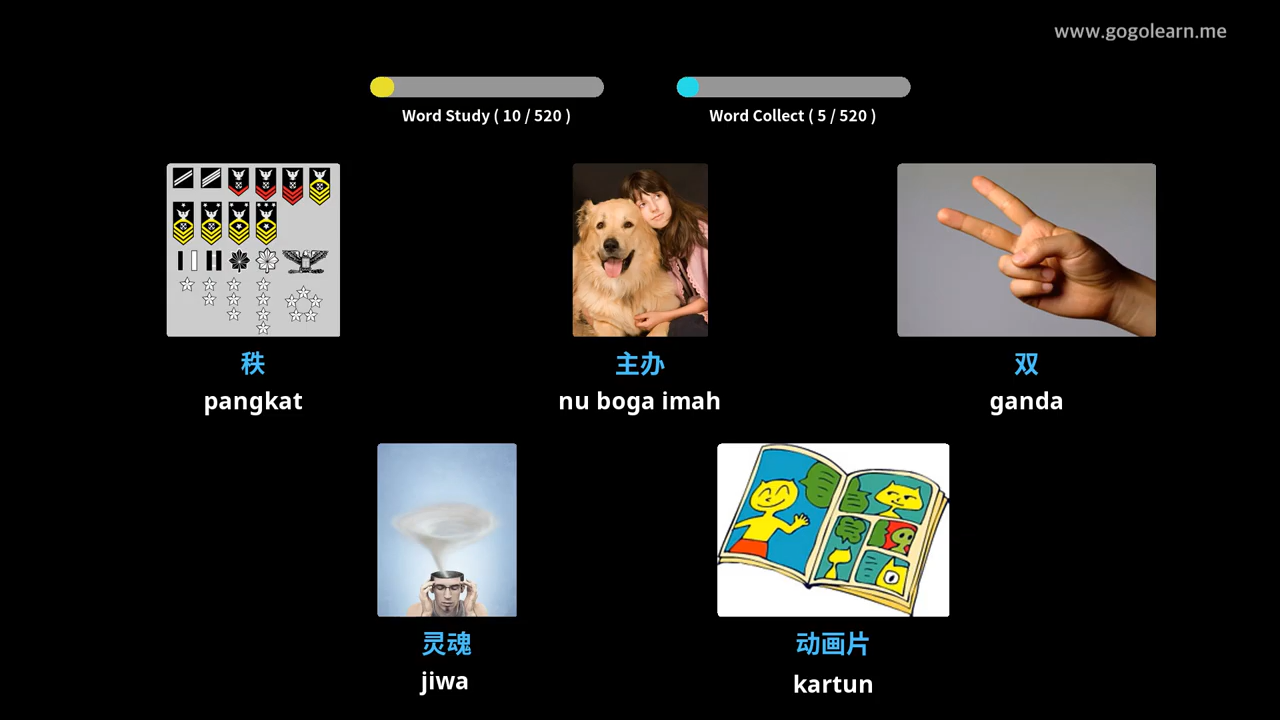 www.gogolearn.me
Word Study ( 10 / 520 )
Word Collect ( 5 / 520 )
秩
主办
双
pangkat
nu boga imah
ganda
灵魂
动画片
jiwa
kartun